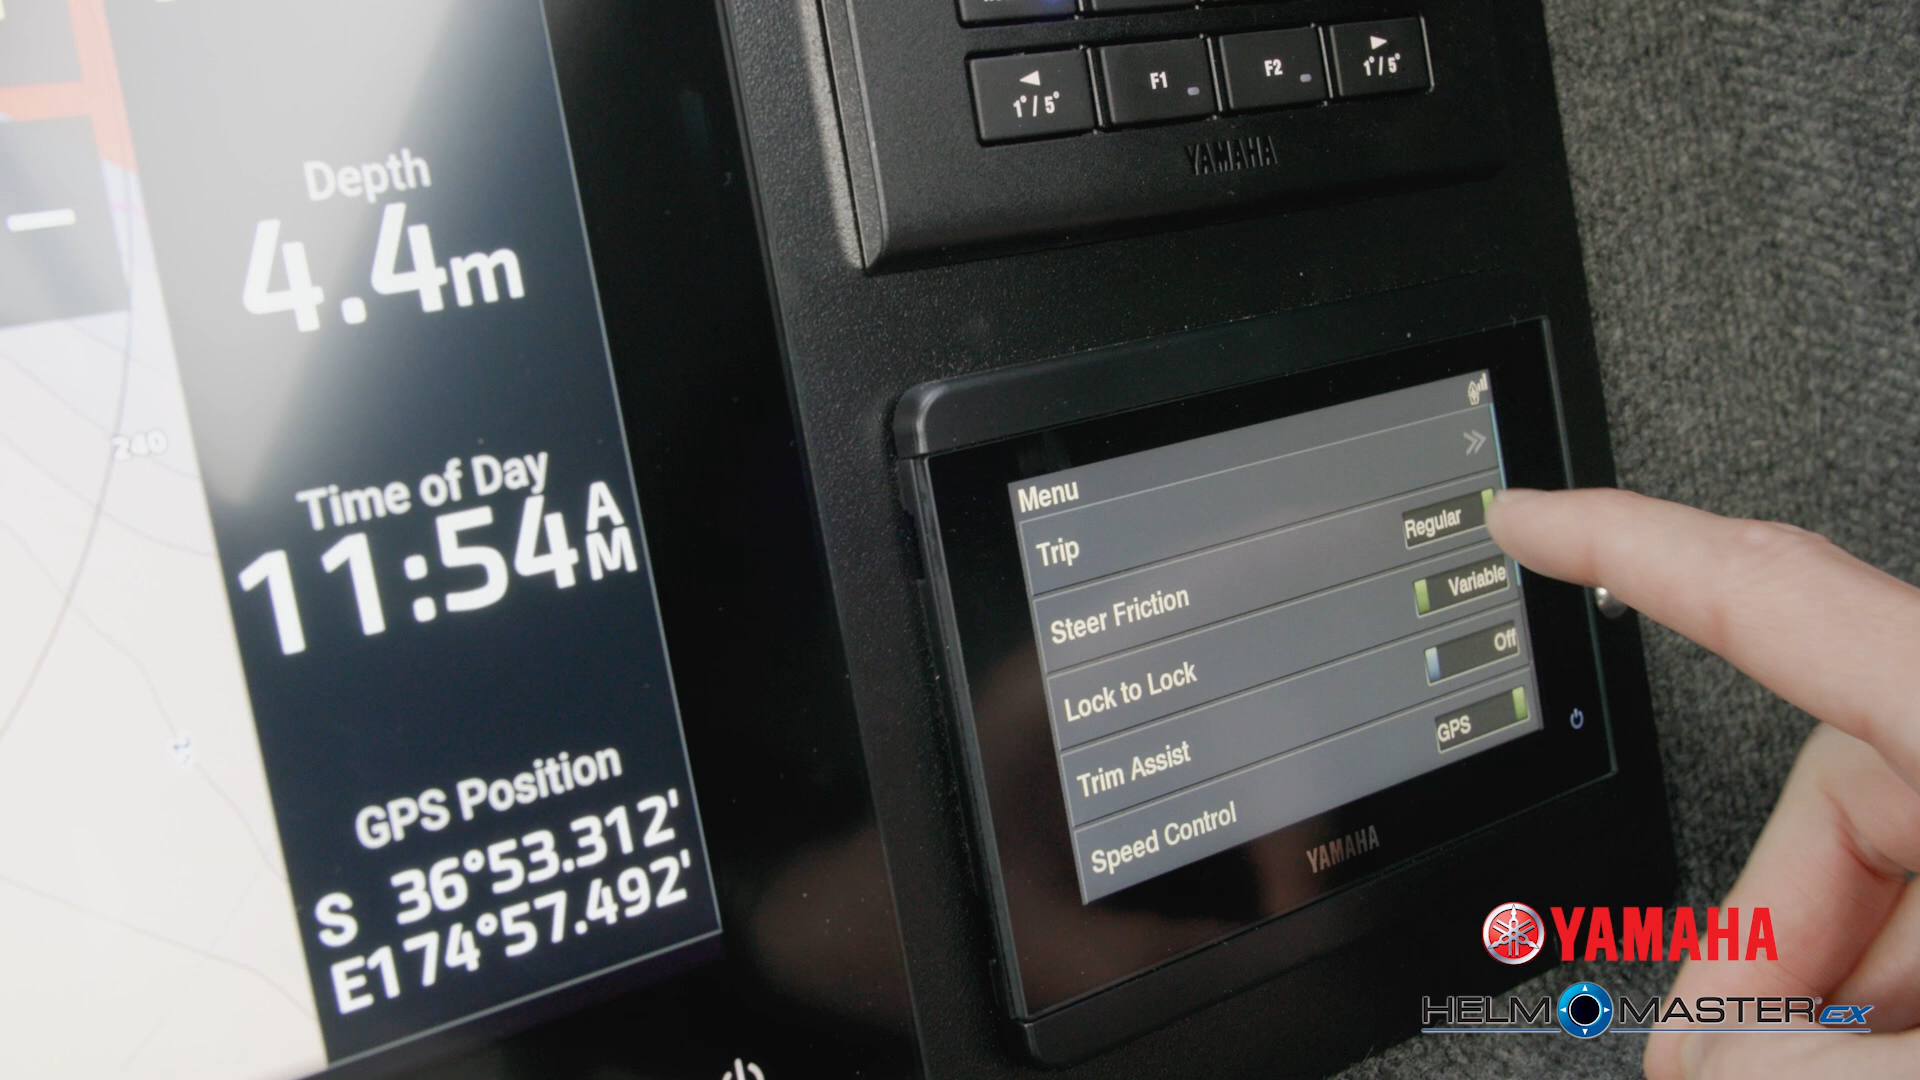 Depth
4.4m
Time of Day
11:54AM
GPS Position
S 36°53.312'
E174°57.492'
240
1°/5°
F1
F2
1°/5°
YAMAHA
Menu
Trip
Steer Friction
Regular
Lock to Lock
Variable
Trim Assist
Off
Speed Control
GPS
YAMAHA
YAMAHA
HELM MASTER EX